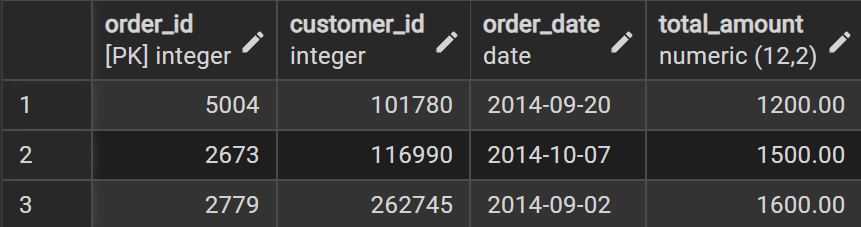 order_id customer_id order_date total_amount
[PK] integer integer date numeric (12,2)
1 5004 101780 2014-09-20 1200.00
2 2673 116990 2014-10-07 1500.00
3 2779 262745 2014-09-02 1600.00